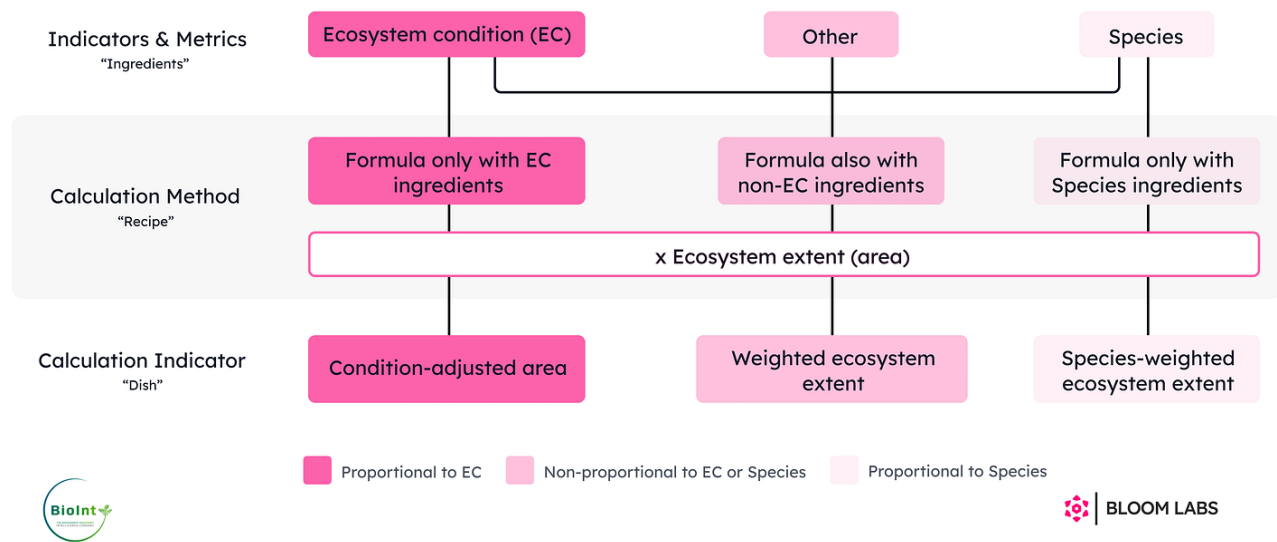 Indicators & Metrics
“Ingredients”
Ecosystem condition (EC)
Other
Species
Calculation Method
“Recipe”
Formula only with EC
ingredients
Formula also with
non-EC ingredients
Formula only with
Species ingredients
x Ecosystem extent (area)
Calculation Indicator
“Dish”
Condition-adjusted area
Weighted ecosystem
extent
Species-weighted
ecosystem extent
Proportional to EC
Non-proportional to EC or Species
Proportional to Species
BioInt
BLOOM LABS